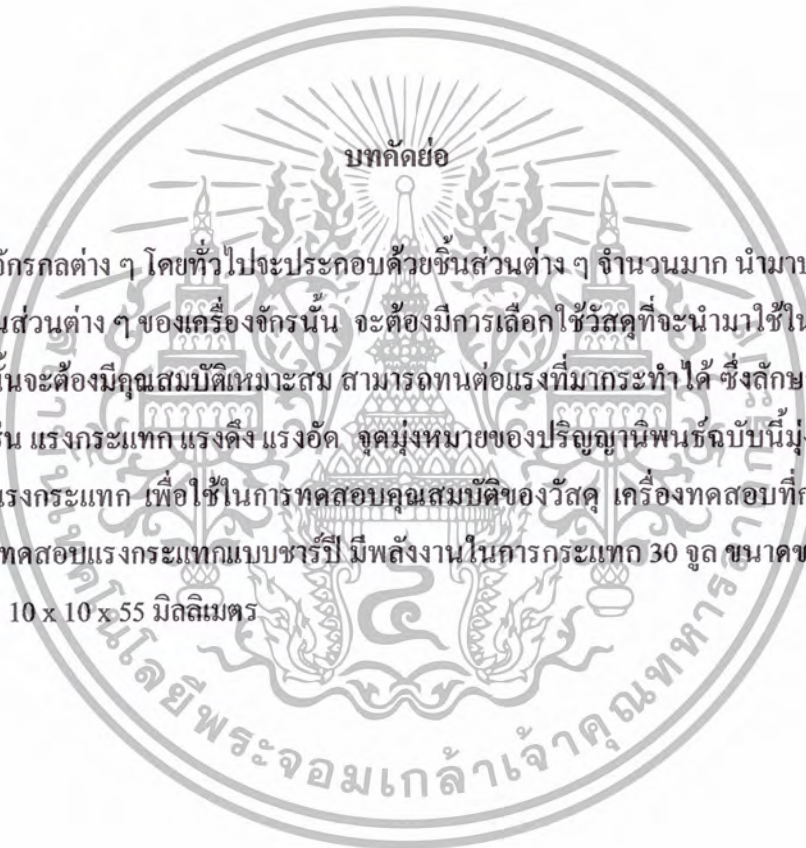 บทคัดย่อ
จักรกลต่าง ๆ โดยทั่วไปจะประกอบด้วยชิ้นส่วนต่าง ๆ จำนวนมาก นำมาป
นส่วนต่าง ๆ ของเครื่องจักรนั้น จะต้องมีการเลือกใช้วัสดุที่จะนำมาใช้ใน
ั้นจะต้องมีคุณสมบัติเหมาะสม สามารถทนต่อแรงที่มากระทำได้ ซึ่งลักษ
่น แรงกระแทก แรงดึง แรงอัด จุดมุ่งหมายของปริญญานิพนธ์ฉบับนี้มุ่ง
แรงกระแทก เพื่อใช้ในการทดสอบคุณสมบัติของวัสดุ เครื่องทดสอบที่ก
ทดสอบแรงกระแทกแบบชาร์ปี มีพลังงานในการกระแทก 30 จูล ขนาดข
10 x 10 x 55 มิลลิเมตร
สถาบันเทคโนโลยีพระจอมเกล้าเจ้าคุณทหารลาดกระบัง